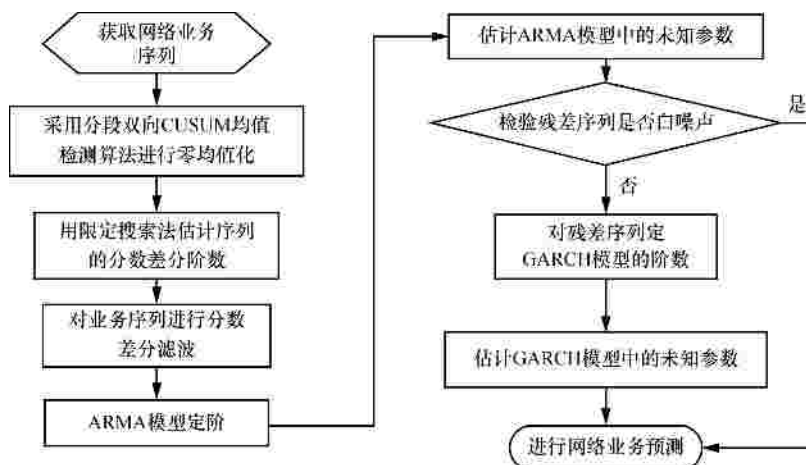 获取网络业务
序列
采用分段双向CUSUM均值
检测算法进行零均值化
用限定搜索法估计序列
的分数差分阶数
对业务序列进行分数
差分滤波
ARMA模型定阶
估计ARMA模型中的未知参数
检验残差序列是否白噪声
是
否
对残差序列定
GARCH模型的阶数
估计GARCH模型中的未知参数
进行网络业务预测